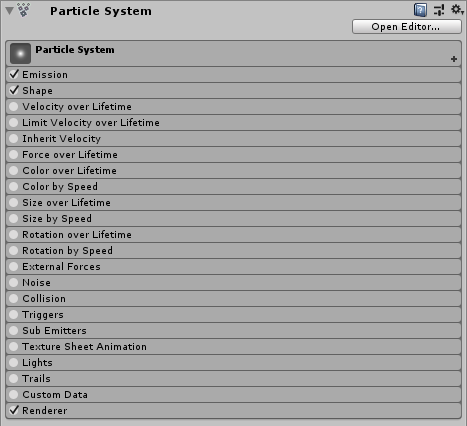 Particle System
Open Editor...
Particle System
Emission
Shape
Velocity over Lifetime
Limit Velocity over Lifetime
Inherit Velocity
Force over Lifetime
Color over Lifetime
Color by Speed
Size over Lifetime
Size by Speed
Rotation over Lifetime
Rotation by Speed
External Forces
Noise
Collision
Triggers
Sub Emitters
Texture Sheet Animation
Lights
Trails
Custom Data
Renderer